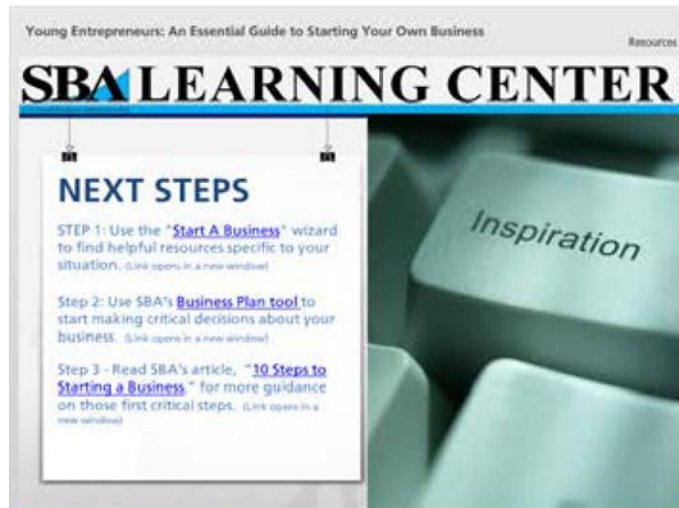 Young Entrepreneurs: An Essential Guide to Starting Your Own Business
Resources
SBA LEARNING CENTER
NEXT STEPS
STEP 1: Use the "Start A Business" wizard
to find helpful resources specific to your
situation. (Link opens in a new window)
Step 2: Use SBA's Business Plan tool to
start making critical decisions about your
business. (Link opens in a new window)
Step 3 - Read SBA's article, "10 Steps to
Starting a Business," for more guidance
on those first critical steps. (Link opens in a
new window)
Inspiration